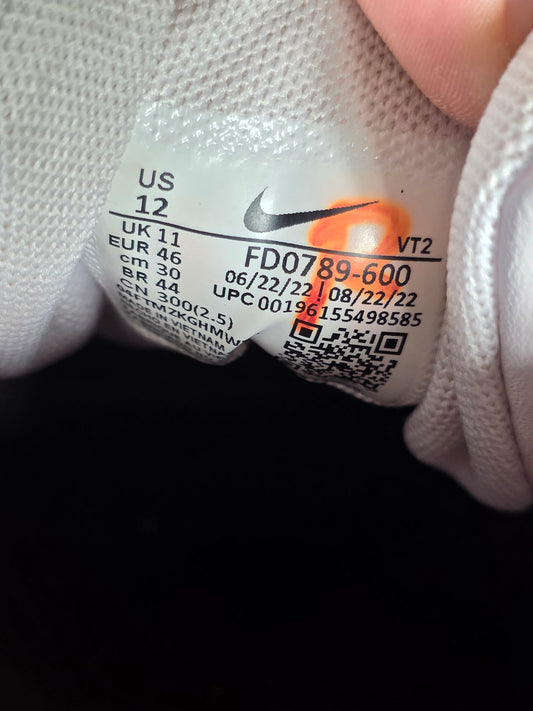 US
12
VT2
UK 11
EUR 46
cm 30
BR 44
CN 300(2.5)
FD0789-600
06/22/22 | 08/22/22
UPC 00196155498585